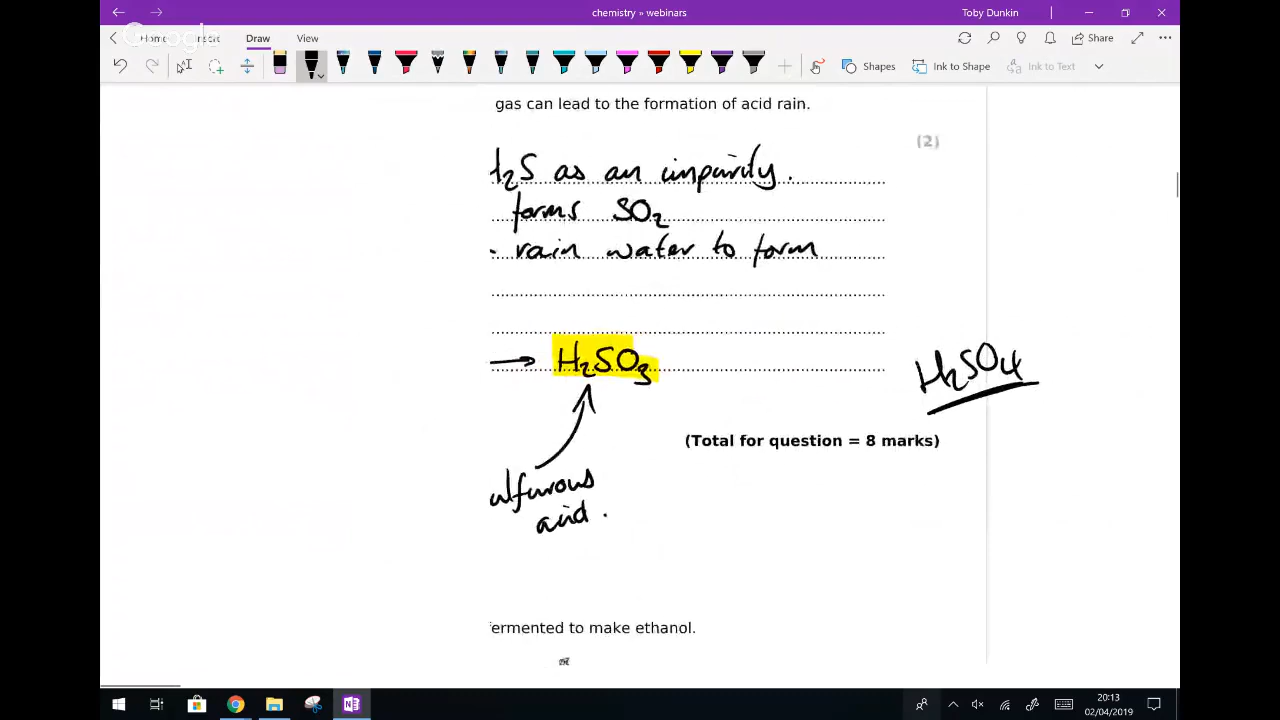 chemistry » webinars
Toby Dunkin
Google
Home
Draw
View
Share
Shapes
Ink to Shape
Ink to Text
gas can lead to the formation of acid rain.
(2)
H₂S as an impurity.
forms SO₂
rain water to form
→ H₂SO₃
H₂SO₄
(Total for question = 8 marks)
ulfurous
acid.
fermented to make ethanol.
20:13
02/04/2019